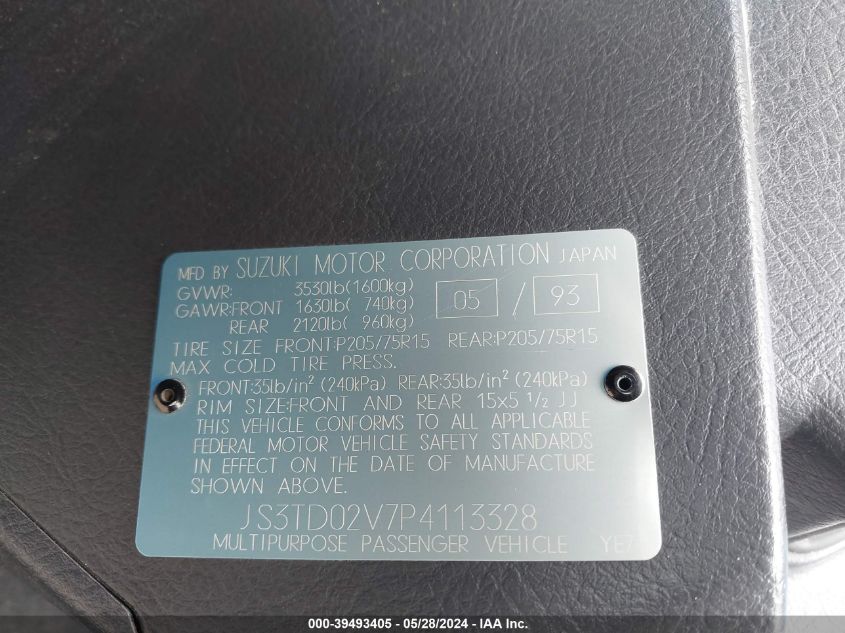 MFD BY SUZUKI MOTOR CORPORATION JAPAN
GVWR: 3530lb(1600kg)
GAWR:FRONT 1630lb( 740kg) 05 / 93
REAR 2120lb( 960kg)
TIRE SIZE FRONT:P205/75R15 REAR:P205/75R15
MAX COLD TIRE PRESS.
FRONT:35lb/in² (240kPa) REAR:35lb/in² (240kPa)
RIM SIZE:FRONT AND REAR 15x5 1/2 JJ
THIS VEHICLE CONFORMS TO ALL APPLICABLE
FEDERAL MOTOR VEHICLE SAFETY STANDARDS
IN EFFECT ON THE DATE OF MANUFACTURE
SHOWN ABOVE.
JS3TD02V7P4113328
MULTIPURPOSE PASSENGER VEHICLE YE7
000-39493405 - 05/28/2024 - IAA Inc.